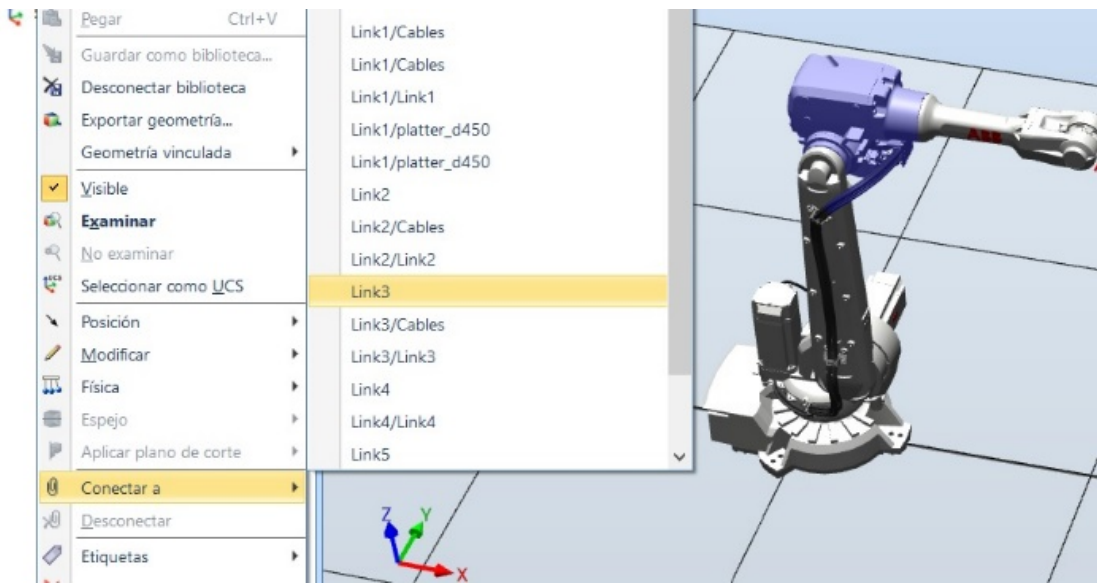 Pegar Ctrl+V
Guardar como biblioteca...
Desconectar biblioteca
Exportar geometría...
Geometría vinculada
Visible
Examinar
No examinar
Seleccionar como UCS
Posición
Modificar
Física
Espejo
Aplicar plano de corte
Conectar a
Desconectar
Etiquetas
Link1/Cables
Link1/Cables
Link1/Link1
Link1/platter_d450
Link1/platter_d450
Link2
Link2/Cables
Link2/Link2
Link3
Link3/Cables
Link3/Link3
Link4
Link4/Link4
Link5
ABB
Z
Y
X